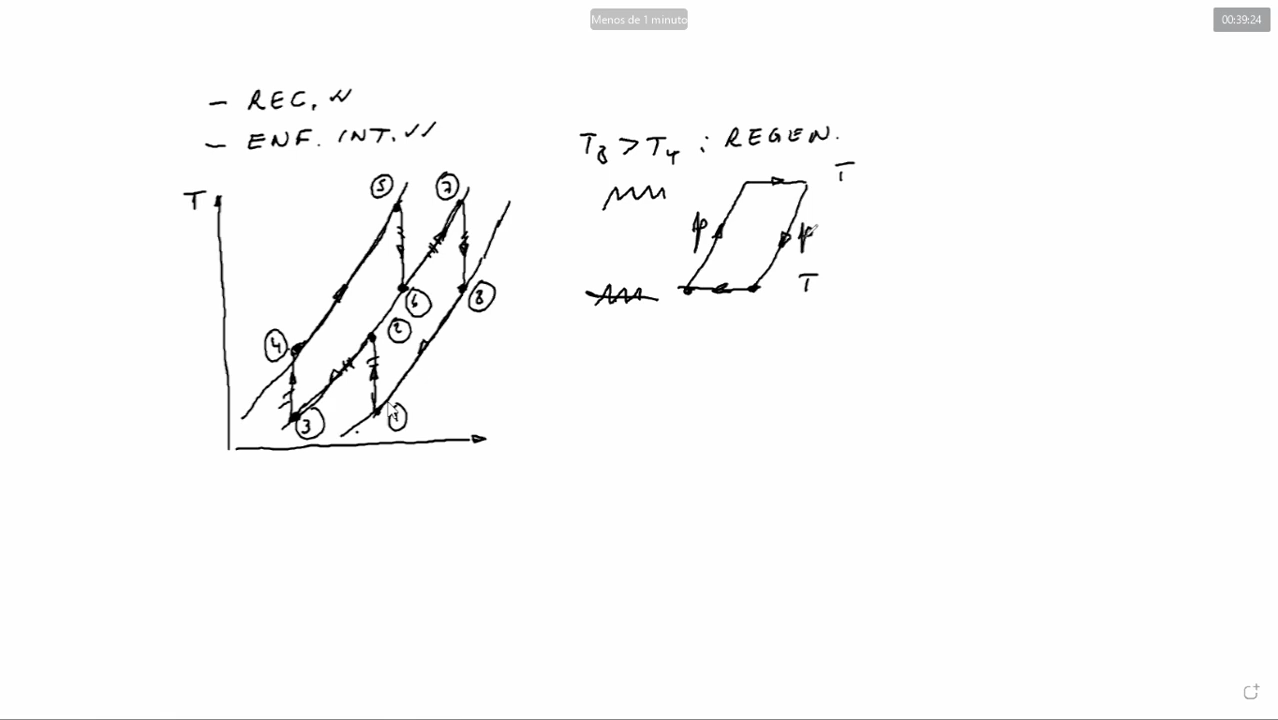 Menos de 1 minuto
00:39:24
- REC. ✓✓
- ENF. INT. ✓✓
T8 > T4 : REGEN.
T
T
5
7
p
p
T
6
8
4
2
3
1